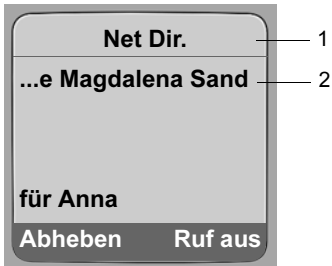 Net Dir.
1
...e Magdalena Sand
2
für Anna
Abheben Ruf aus